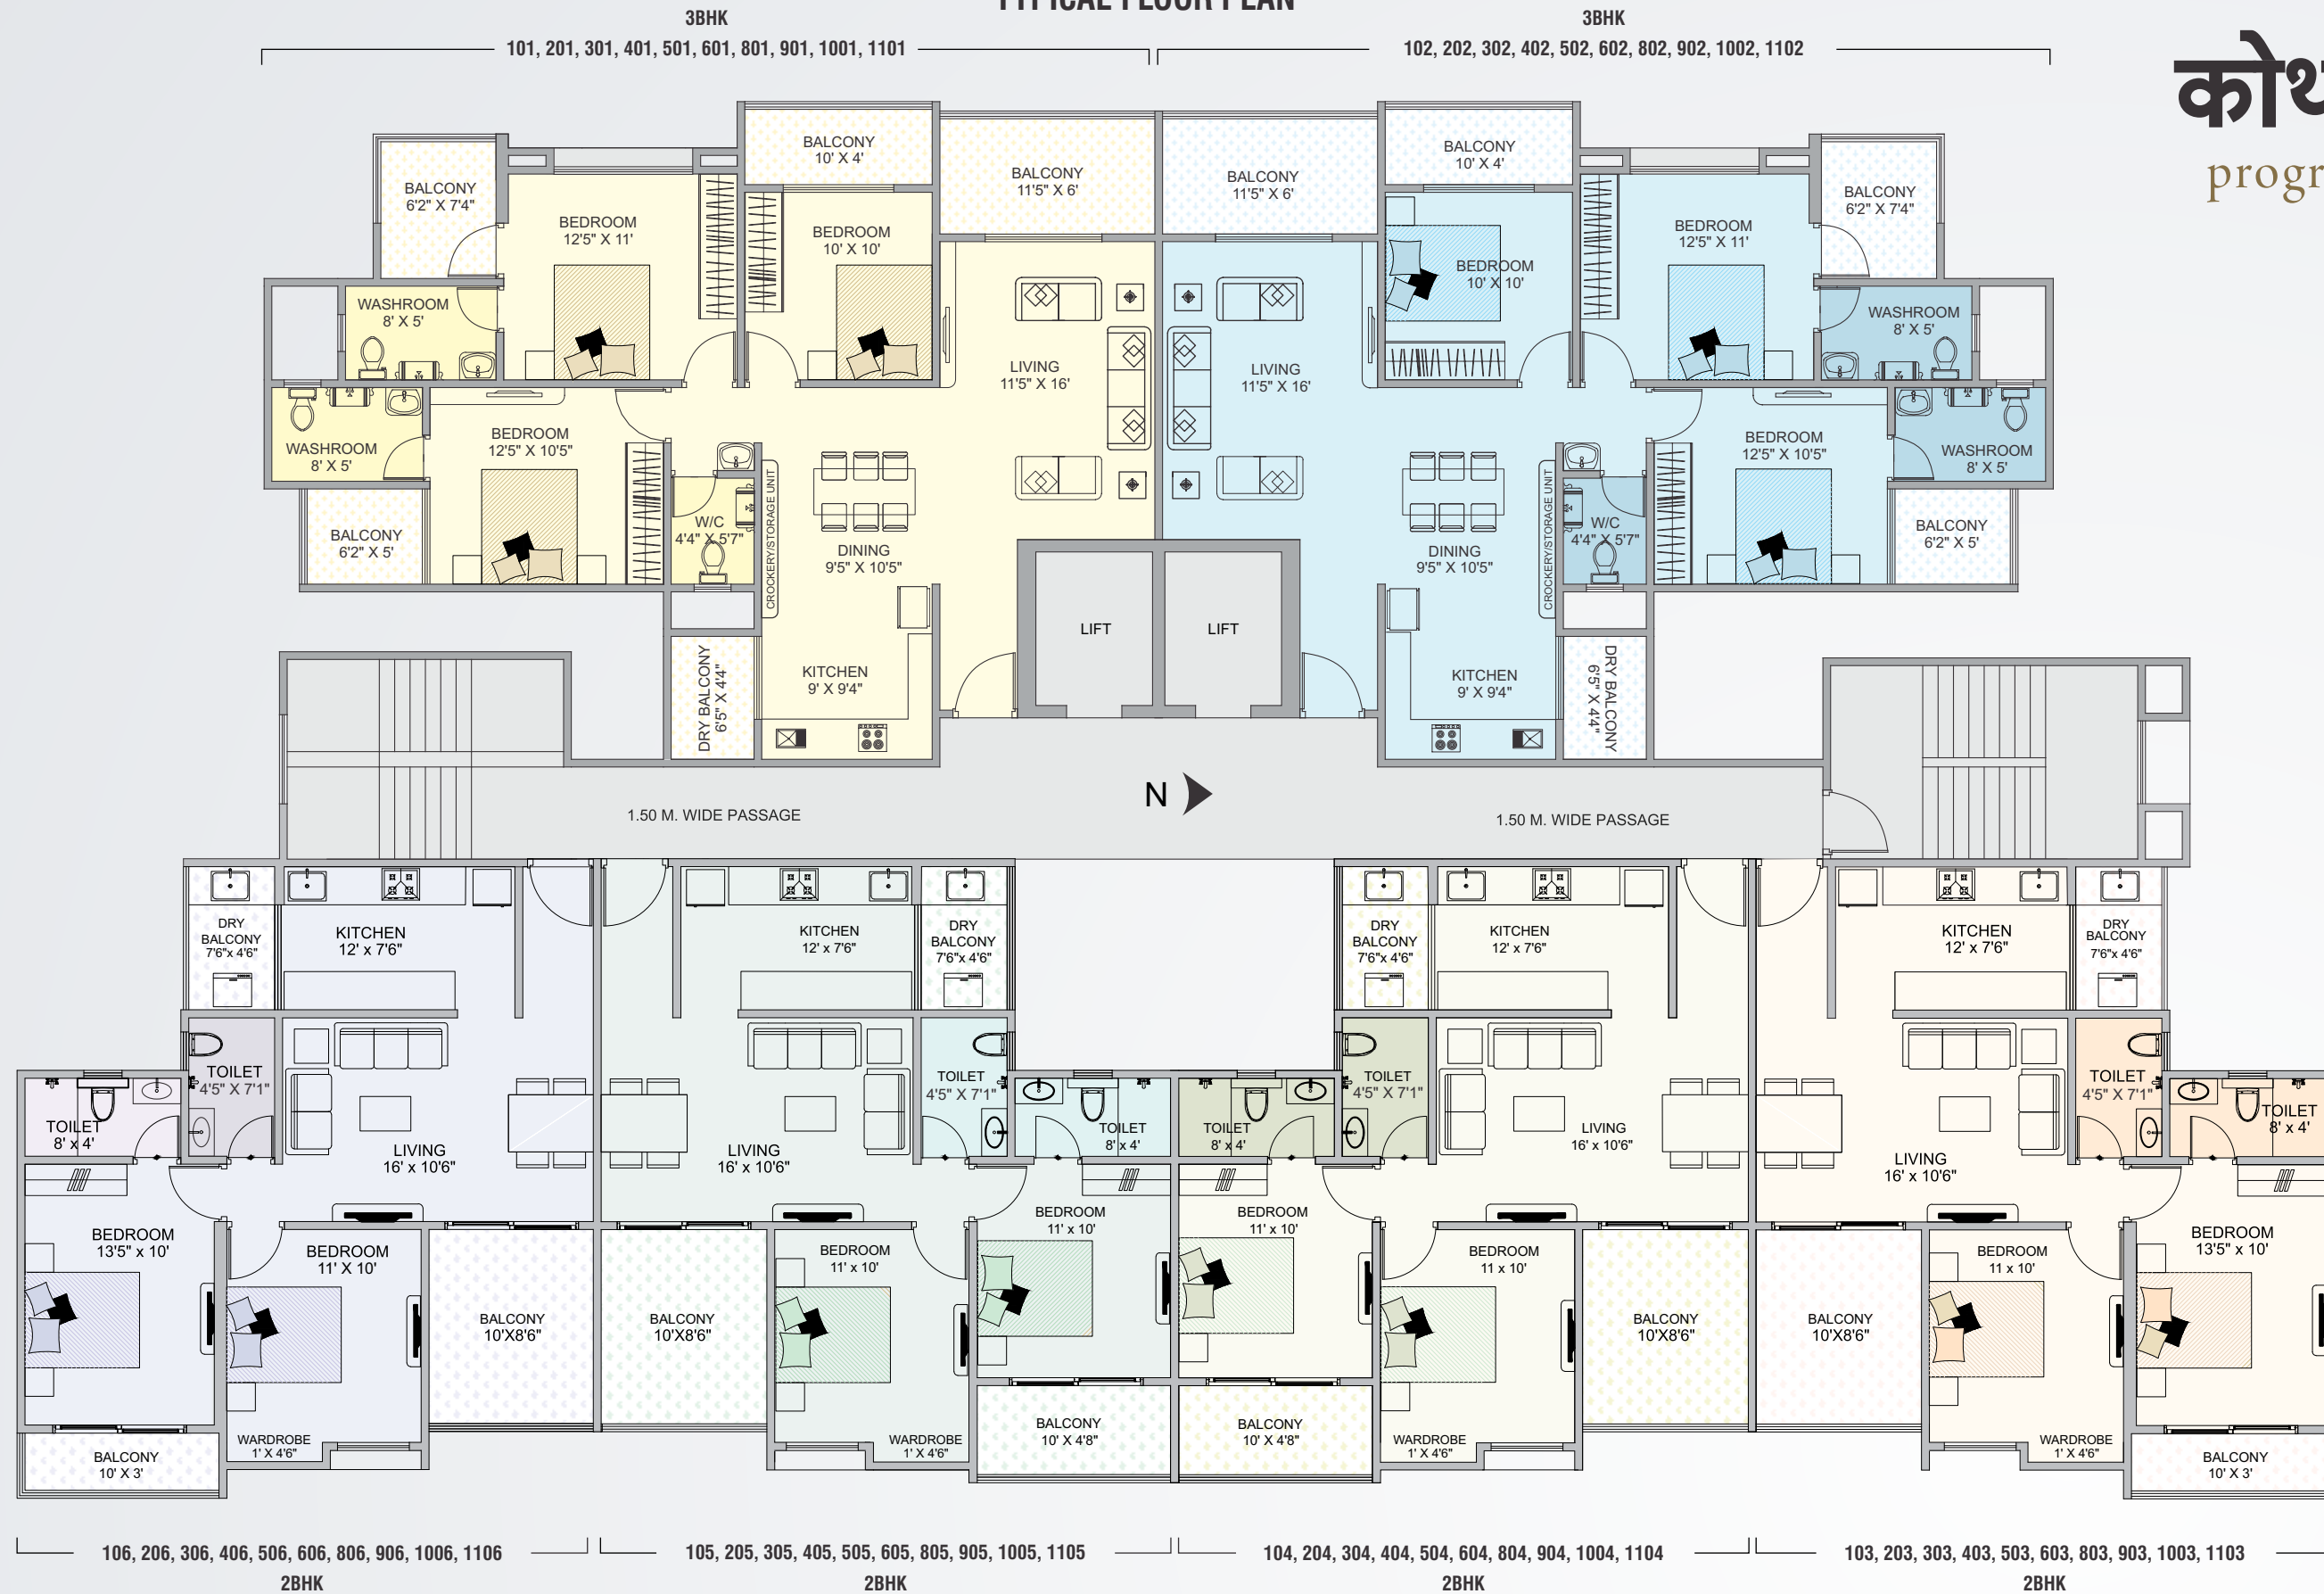 3BHK
3BHK
101, 201, 301, 401, 501, 601, 801, 901, 1001, 1101
102, 202, 302, 402, 502, 602, 802, 902, 1002, 1102
BALCONY
6'2" X 7'4"
BEDROOM
12'5" X 11'
BALCONY
10' X 4'
BEDROOM
10' X 10'
BALCONY
11'5" X 6'
BALCONY
11'5" X 6'
BALCONY
10' X 4'
BEDROOM
10' X 10'
BEDROOM
12'5" X 11'
BALCONY
6'2" X 7'4"
WASHROOM
8' X 5'
WASHROOM
8' X 5'
LIVING
11'5" X 16'
LIVING
11'5" X 16'
WASHROOM
8' X 5'
WASHROOM
8' X 5'
BEDROOM
12'5" X 10'5"
BEDROOM
12'5" X 10'5"
BALCONY
6'2" X 5'
W/C
4'4" X 5'7"
CROCKERY/STORAGE UNIT
DINING
9'5" X 10'5"
DINING
9'5" X 10'5"
CROCKERY/STORAGE UNIT
W/C
4'4" X 5'7"
BALCONY
6'2" X 5'
LIFT
LIFT
DRY BALCONY
6'5" X 4'4"
KITCHEN
9' X 9'4"
KITCHEN
9' X 9'4"
DRY BALCONY
6'5" X 4'4"
N
1.50 M. WIDE PASSAGE
1.50 M. WIDE PASSAGE
DRY
BALCONY
7'6"x 4'6"
KITCHEN
12' x 7'6"
KITCHEN
12' x 7'6"
DRY
BALCONY
7'6"x 4'6"
DRY
BALCONY
7'6"x 4'6"
KITCHEN
12' x 7'6"
KITCHEN
12' x 7'6"
DRY
BALCONY
7'6"x 4'6"
TOILET
4'5" X 7'1"
TOILET
8' x 4'
LIVING
16' x 10'6"
LIVING
16' x 10'6"
TOILET
4'5" X 7'1"
TOILET
8' x 4'
TOILET
8' x 4'
TOILET
4'5" X 7'1"
LIVING
16' x 10'6"
LIVING
16' x 10'6"
TOILET
4'5" X 7'1"
TOILET
8' x 4'
BEDROOM
13'5" x 10'
BEDROOM
11' X 10'
BALCONY
10'X8'6"
BALCONY
10'X8'6"
BEDROOM
11' x 10'
BEDROOM
11' x 10'
BEDROOM
11' x 10'
BEDROOM
11 x 10'
BALCONY
10'X8'6"
BALCONY
10'X8'6"
BEDROOM
11 x 10'
BEDROOM
13'5" x 10'
BALCONY
10' X 3'
WARDROBE
1' X 4'6"
WARDROBE
1' X 4'6"
BALCONY
10' X 4'8"
BALCONY
10' X 4'8"
WARDROBE
1' X 4'6"
WARDROBE
1' X 4'6"
BALCONY
10' X 3'
106, 206, 306, 406, 506, 606, 806, 906, 1006, 1106
105, 205, 305, 405, 505, 605, 805, 905, 1005, 1105
104, 204, 304, 404, 504, 604, 804, 904, 1004, 1104
103, 203, 303, 403, 503, 603, 803, 903, 1003, 1103
2BHK
2BHK
2BHK
2BHK